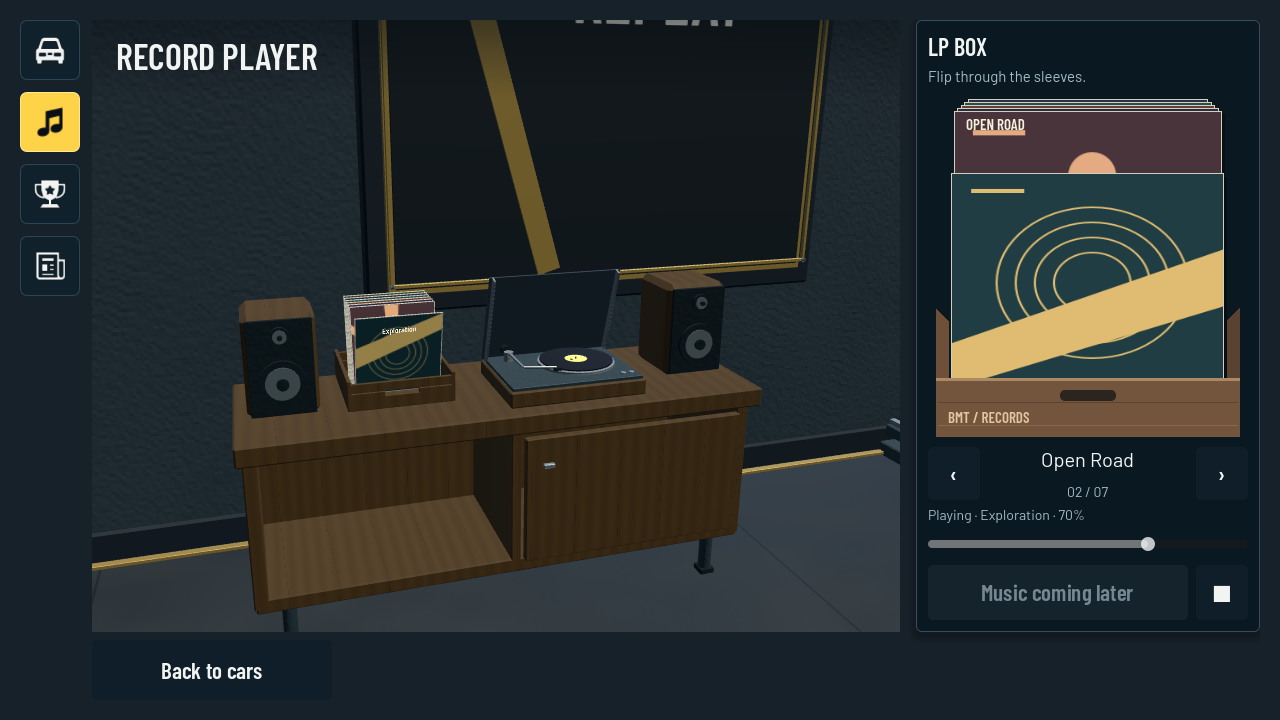 RECORD PLAYER
Exploration
LP BOX
Flip through the sleeves.
OPEN ROAD
BMT / RECORDS
‹
Open Road
›
02 / 07
Playing · Exploration · 70%
Music coming later
Back to cars